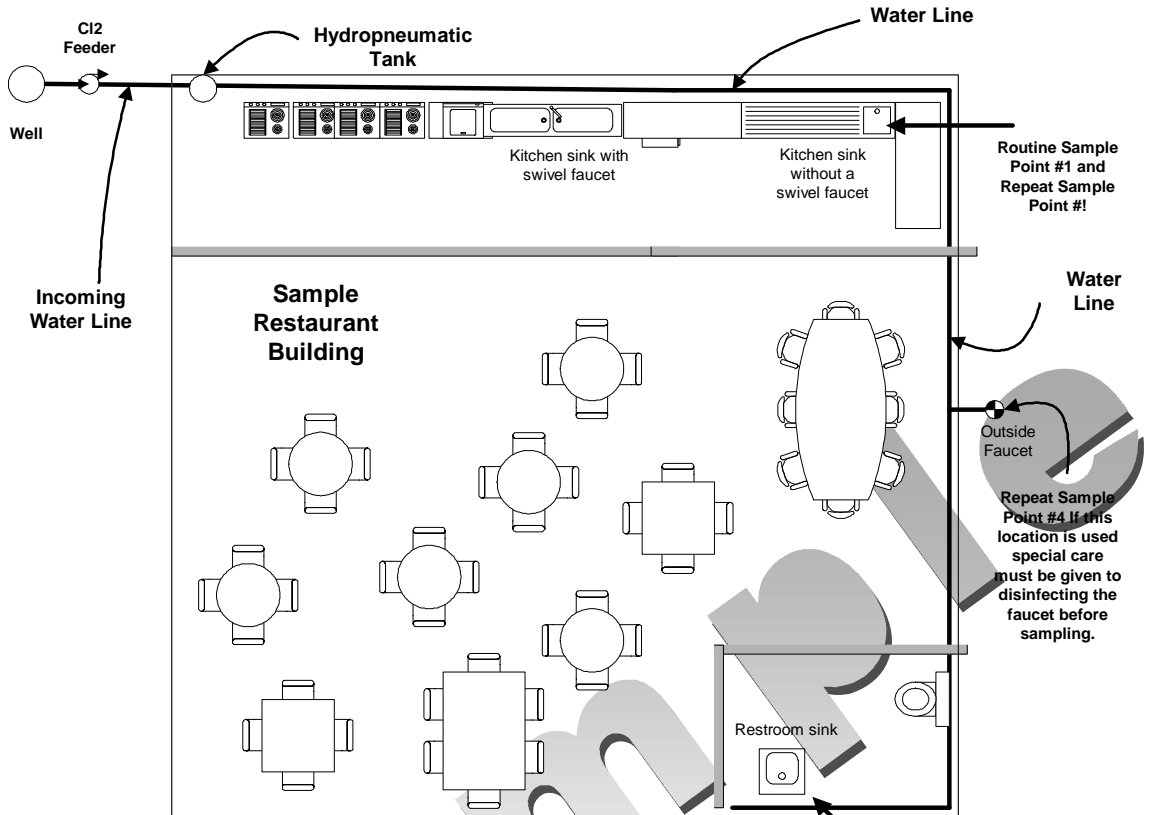 Water Line
Cl2
Feeder
Hydropneumatic
Tank
Well
Kitchen sink with
swivel faucet
Kitchen sink
without a
swivel faucet
Routine Sample
Point #1 and
Repeat Sample
Point #!
Incoming
Water Line
Sample
Restaurant
Building
Water
Line
Outside
Faucet
Repeat Sample
Point #4 If this
location is used
special care
must be given to
disinfecting the
faucet before
sampling.
Restroom sink
mple